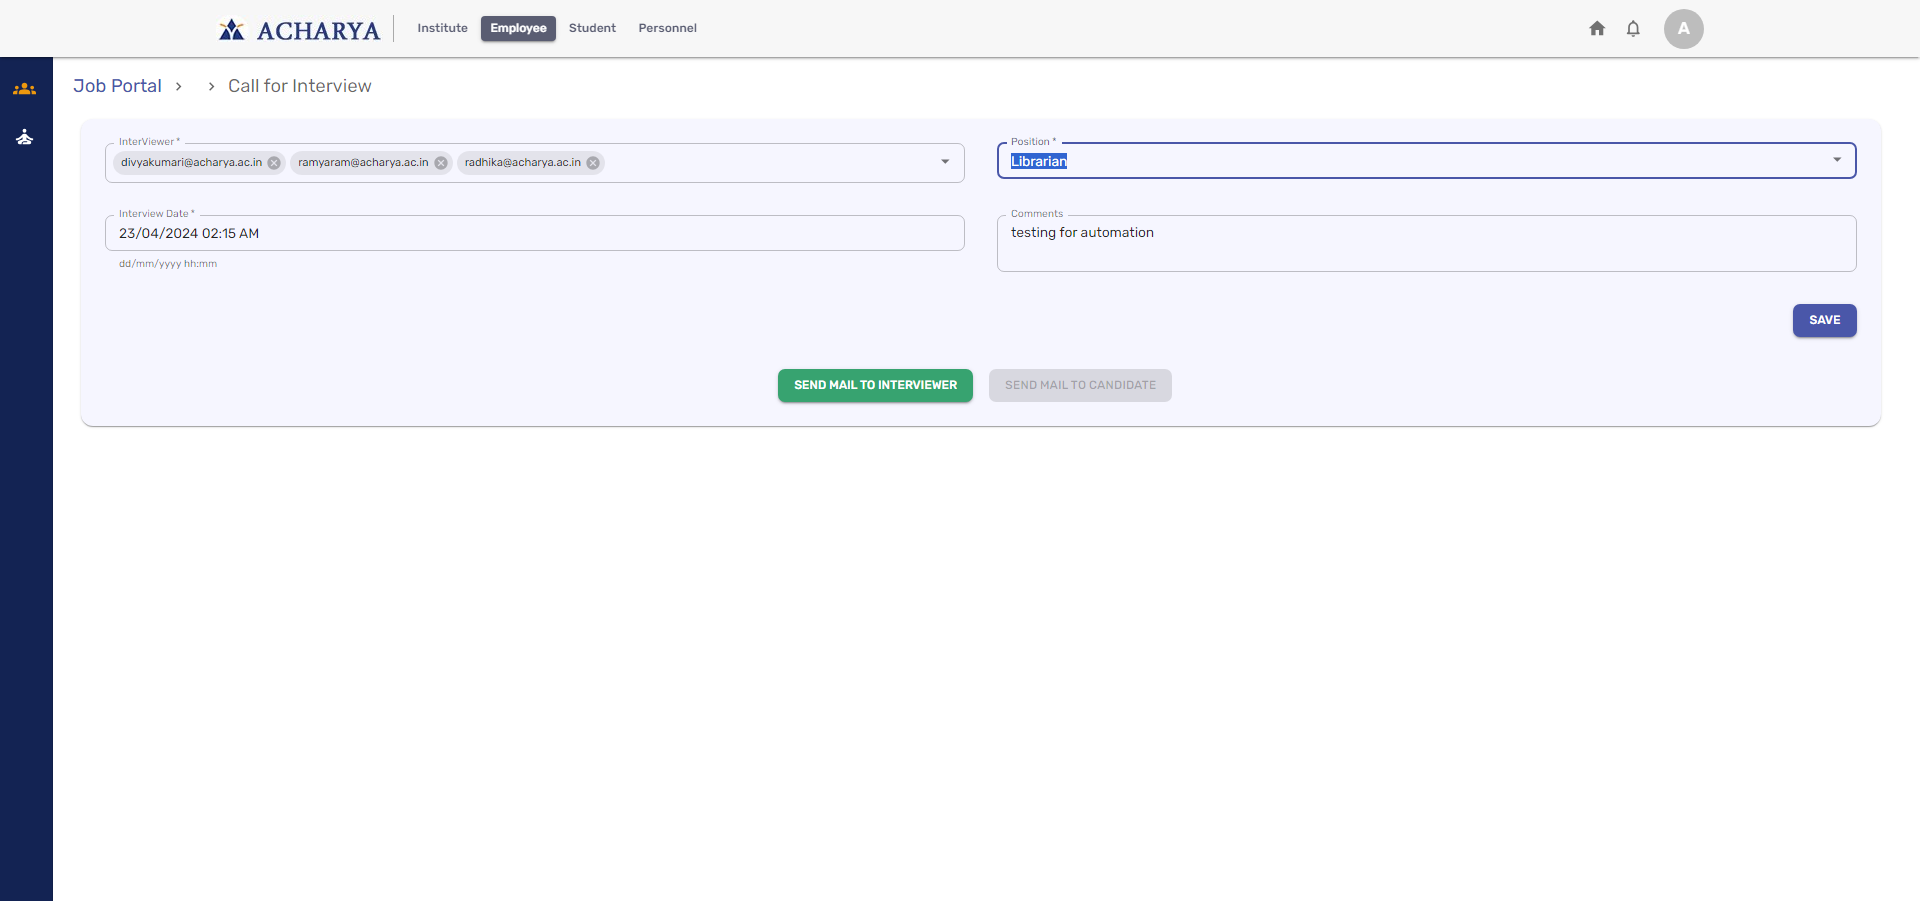 ACHARYA
Institute Employee Student Personnel
A
Job Portal > > Call for Interview
InterViewer *
divyakumari@acharya.ac.in ramyaram@acharya.ac.in radhika@acharya.ac.in
Position *
Librarian
Interview Date *
23/04/2024 02:15 AM
dd/mm/yyyy hh:mm
Comments
testing for automation
SAVE
SEND MAIL TO INTERVIEWER SEND MAIL TO CANDIDATE